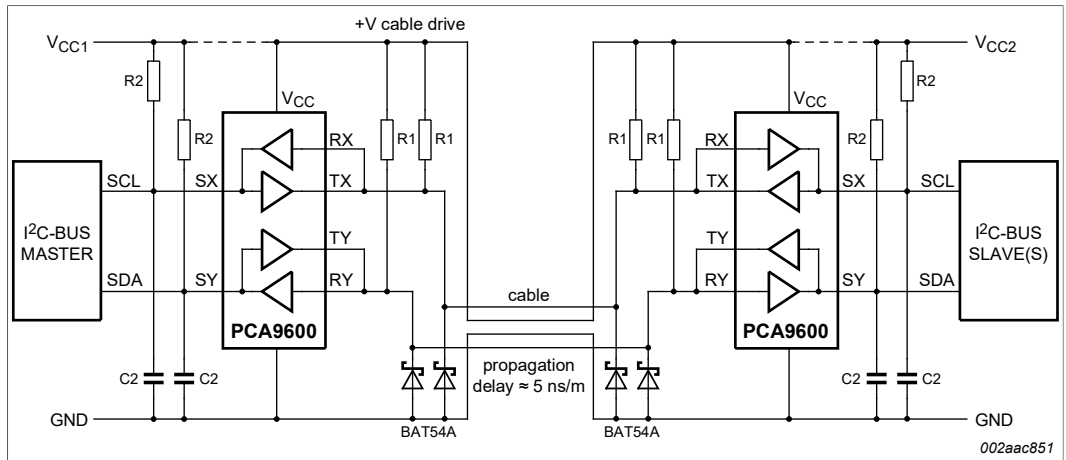 +V cable drive
VCC1
VCC2
R2
R2
R2
R2
VCC
VCC
R1
R1
R1
R1
RX
RX
SCL
SX
TX
TX
SX
SCL
I2C-BUS
MASTER
I2C-BUS
SLAVE(S)
TY
TY
SDA
SY
RY
RY
SY
SDA
cable
PCA9600
PCA9600
propagation
delay ≈ 5 ns/m
C2
C2
C2
C2
GND
GND
BAT54A
BAT54A
002aac851